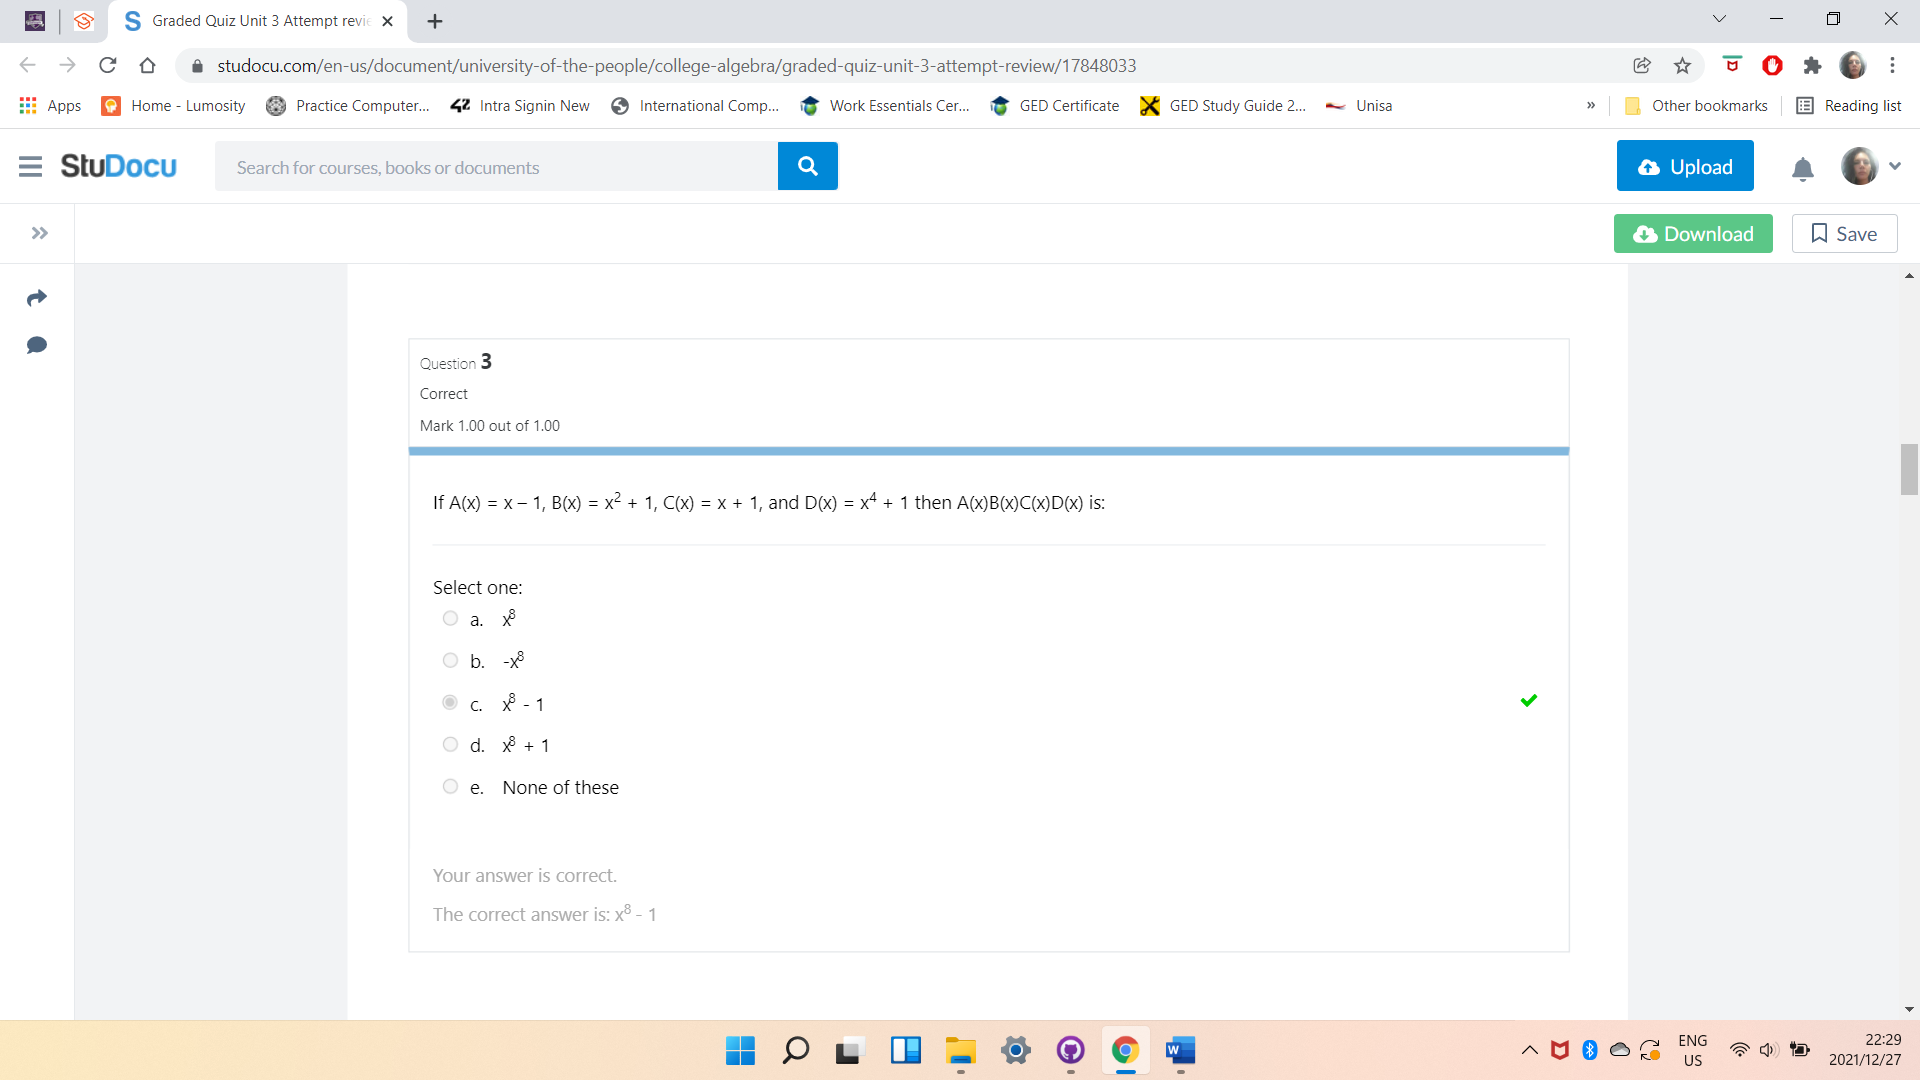 Graded Quiz Unit 3 Attempt revie
studocu.com/en-us/document/university-of-the-people/college-algebra/graded-quiz-unit-3-attempt-review/17848033
Apps Home - Lumosity Practice Computer... Intra Signin New International Comp... Work Essentials Cer... GED Certificate GED Study Guide 2... Unisa » Other bookmarks Reading list
StuDocu Search for courses, books or documents Upload
Download Save
Question 3
Correct
Mark 1.00 out of 1.00
If A(x) = x – 1, B(x) = x² + 1, C(x) = x + 1, and D(x) = x⁴ + 1 then A(x)B(x)C(x)D(x) is:
Select one:
a. x⁸
b. -x⁸
c. x⁸ - 1
d. x⁸ + 1
e. None of these
Your answer is correct.
The correct answer is: x⁸ - 1
ENG 22:29
US 2021/12/27